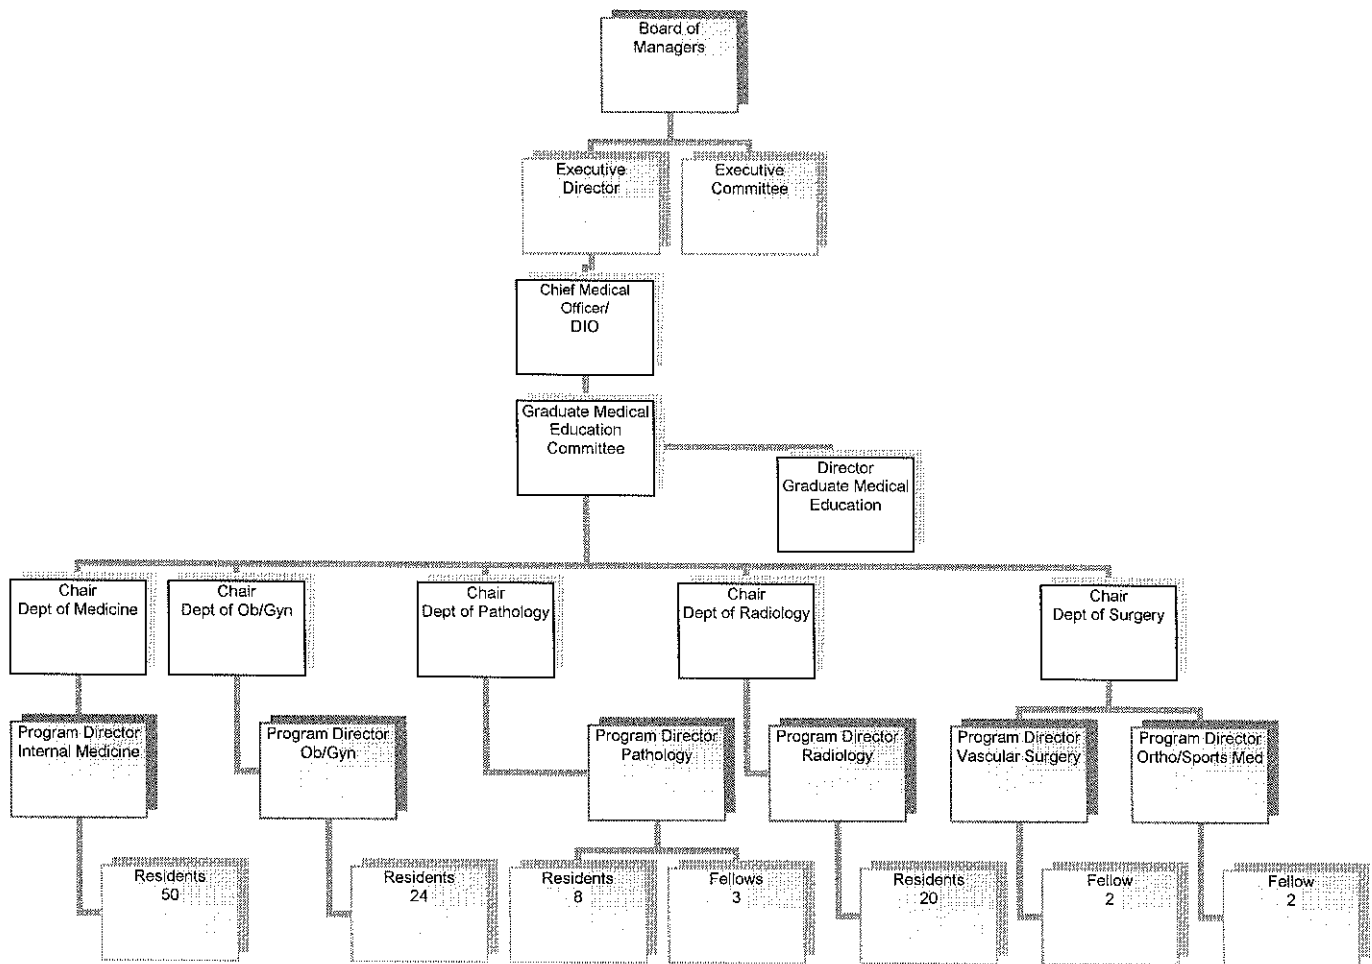 Board of
Managers
Executive
Director
Executive
Committee
Chief Medical
Officer/
DIO
Graduate Medical
Education
Committee
Director
Graduate Medical
Education
Chair
Dept of Medicine
Chair
Dept of Ob/Gyn
Chair
Dept of Pathology
Chair
Dept of Radiology
Chair
Dept of Surgery
Program Director
Internal Medicine
Program Director
Ob/Gyn
Program Director
Pathology
Program Director
Radiology
Program Director
Vascular Surgery
Program Director
Ortho/Sports Med
Residents
50
Residents
24
Residents
8
Fellows
3
Residents
20
Fellow
2
Fellow
2